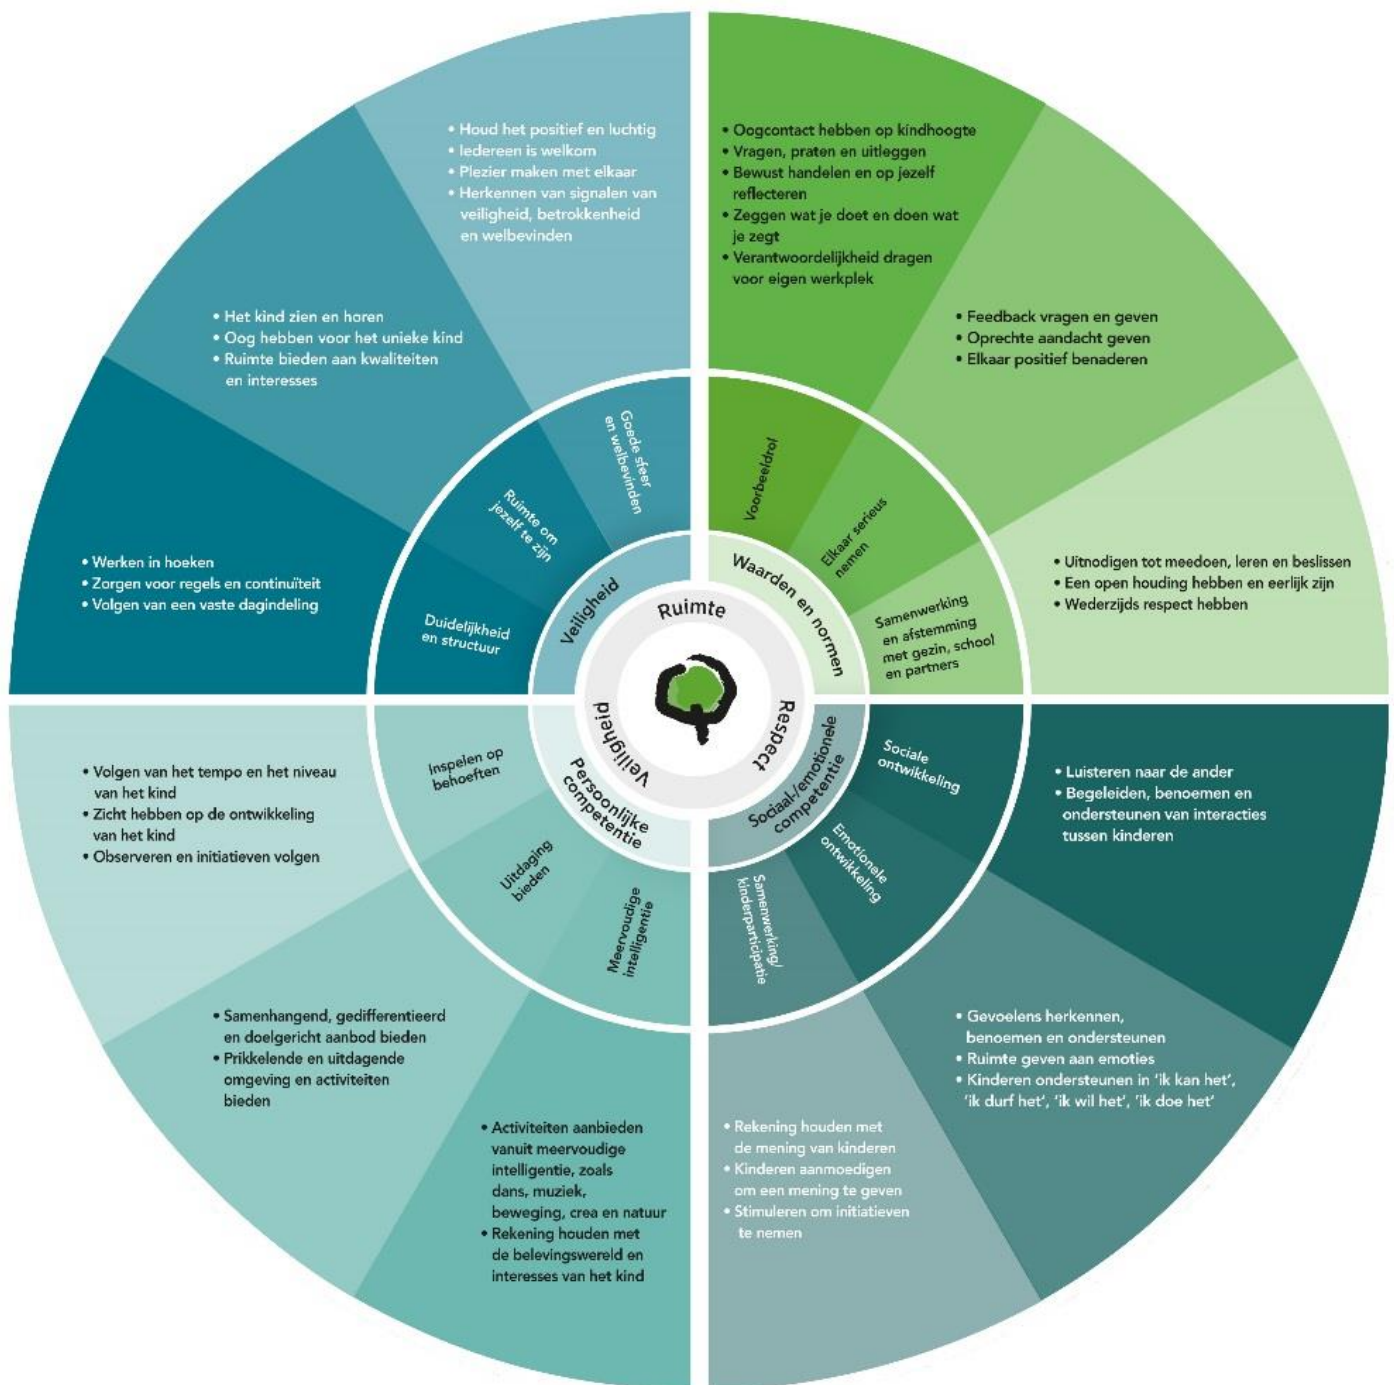 • Houd het positief en luchtig
• Iedereen is welkom
• Plezier maken met elkaar
• Herkennen van signalen van
veiligheid, betrokkenheid
en welbevinden
• Oogcontact hebben op kindhoogte
• Vragen, praten en uitleggen
• Bewust handelen en op jezelf
reflecteren
• Zeggen wat je doet en doen wat
je zegt
• Verantwoordelijkheid dragen
voor eigen werkplek
• Het kind zien en horen
• Oog hebben voor het unieke kind
• Ruimte bieden aan kwaliteiten
en interesses
• Feedback vragen en geven
• Oprechte aandacht geven
• Elkaar positief benaderen
• Werken in hoeken
• Zorgen voor regels en continuïteit
• Volgen van een vaste dagindeling
• Uitnodigen tot meedoen, leren en beslissen
• Een open houding hebben en eerlijk zijn
• Wederzijds respect hebben
Goede sfeer
en welbevinden
Ruimte om
jezelf te zijn
Duidelijkheid
en structuur
Voorbeeldrol
Elkaar serieus
nemen
Samenwerking
en afstemming
met gezin, school
en partners
Veiligheid
Waarden en normen
Ruimte
Respect
Veiligheid
Persoonlijke
competentie
Sociaal-/emotionele
competentie
Inspelen op
behoeften
Uitdaging
bieden
Meervoudige
intelligentie
Sociale
ontwikkeling
Emotionele
ontwikkeling
Samenwerking/
kinderparticipatie
• Volgen van het tempo en het niveau
van het kind
• Zicht hebben op de ontwikkeling
van het kind
• Observeren en initiatieven volgen
• Luisteren naar de ander
• Begeleiden, benoemen en
ondersteunen van interacties
tussen kinderen
• Samenhangend, gedifferentieerd
en doelgericht aanbod bieden
• Prikkelende en uitdagende
omgeving en activiteiten
bieden
• Gevoelens herkennen,
benoemen en ondersteunen
• Ruimte geven aan emoties
• Kinderen ondersteunen in ‘ik kan het’,
‘ik durf het’, ‘ik wil het’, ‘ik doe het’
• Activiteiten aanbieden
vanuit meervoudige
intelligentie, zoals
dans, muziek,
beweging, crea en natuur
• Rekening houden met
de belevingswereld en
interesses van het kind
• Rekening houden met
de mening van kinderen
• Kinderen aanmoedigen
om een mening te geven
• Stimuleren om initiatieven
te nemen